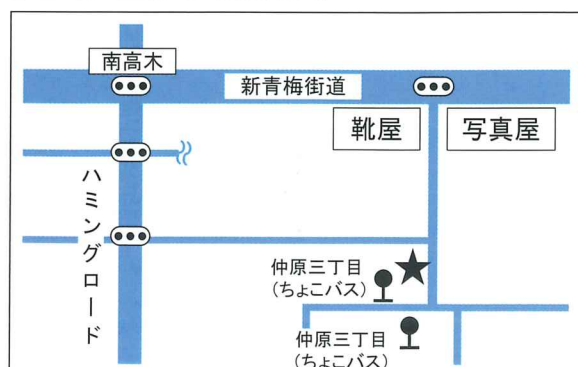 南高木
新青梅街道
靴屋
写真屋
ハミングロード
仲原三丁目
(ちょこバス)
仲原三丁目
(ちょこバス)